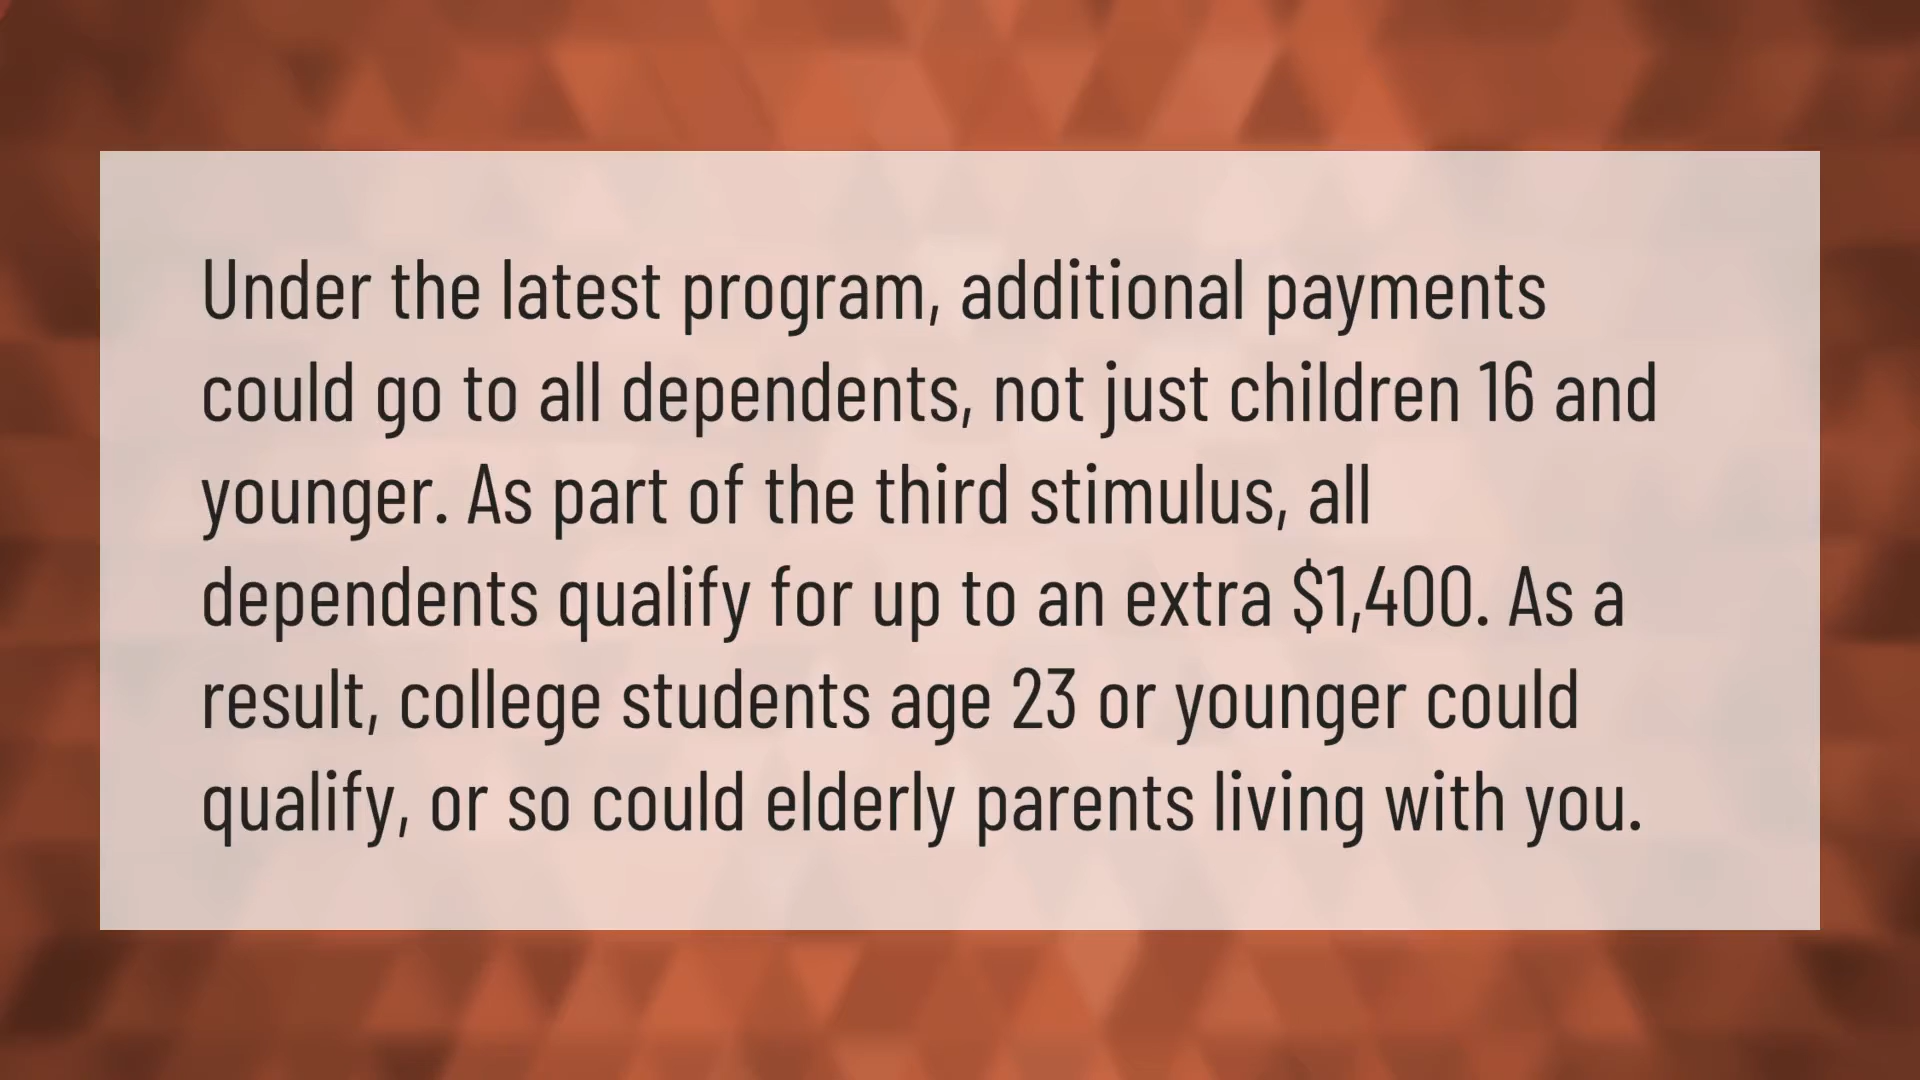 Under the latest program, additional payments
could go to all dependents, not just children 16 and
younger. As part of the third stimulus, all
dependents qualify for up to an extra $1,400. As a
result, college students age 23 or younger could
qualify, or so could elderly parents living with you.